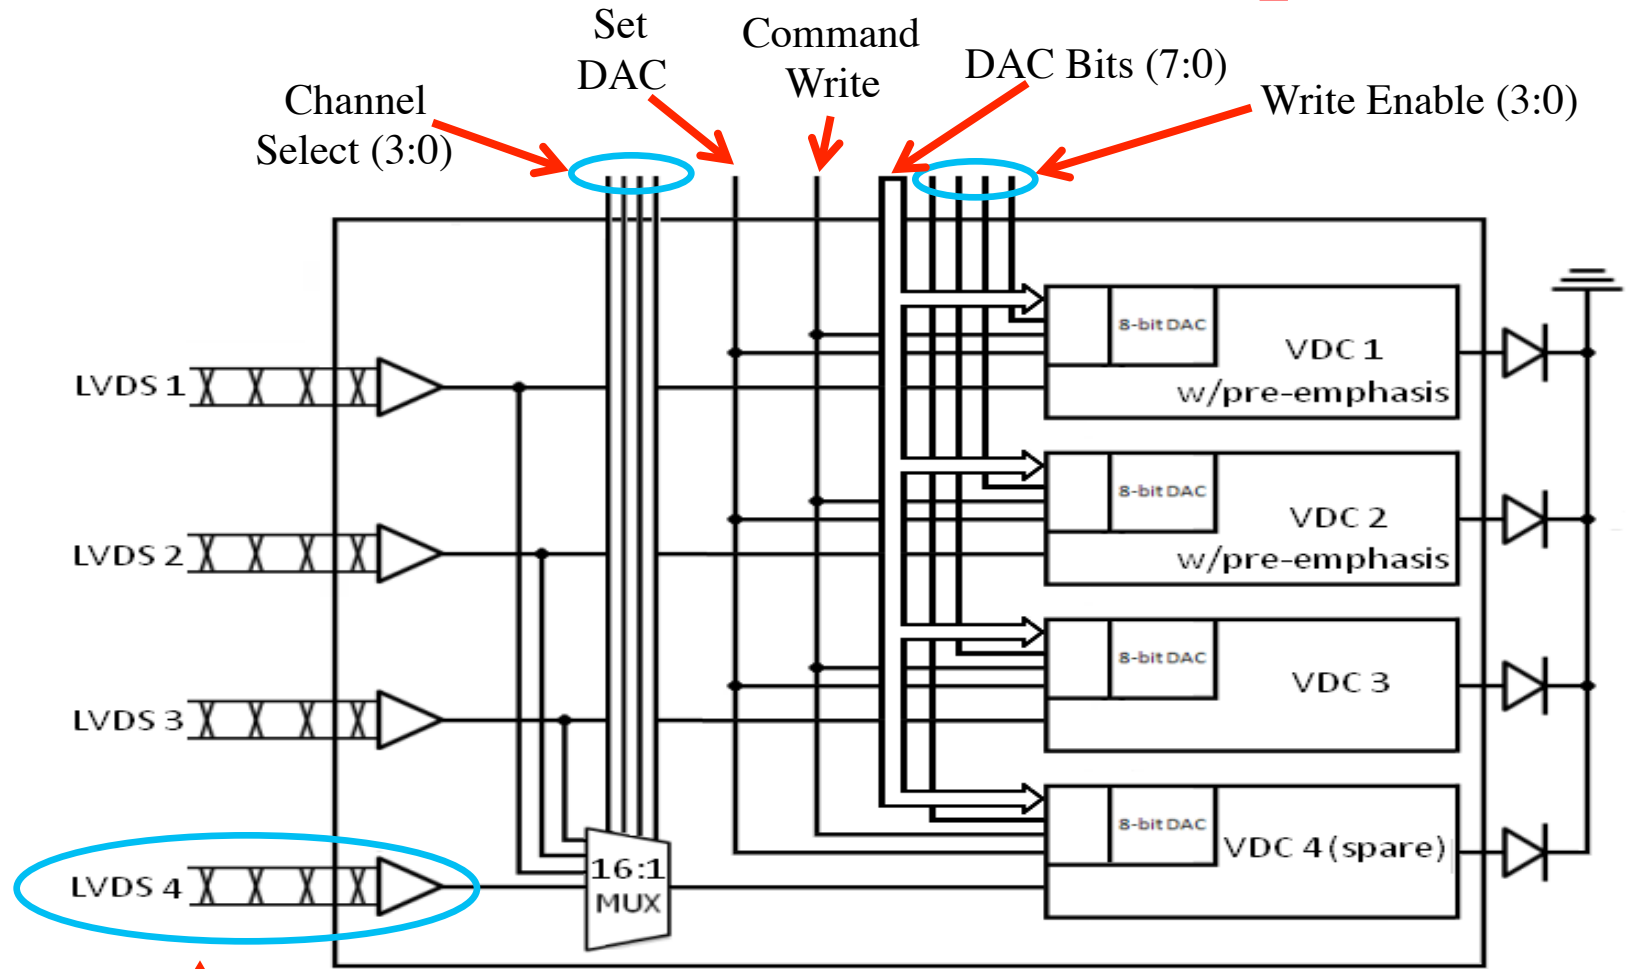 Set
DAC
Command
Write
DAC Bits (7:0)
Channel
Select (3:0)
Write Enable (3:0)
8-bit DAC
VDC 1
w/pre-emphasis
LVDS 1
8-bit DAC
VDC 2
w/pre-emphasis
LVDS 2
8-bit DAC
VDC 3
LVDS 3
8-bit DAC
VDC 4 (spare)
LVDS 4
16:1
MUX